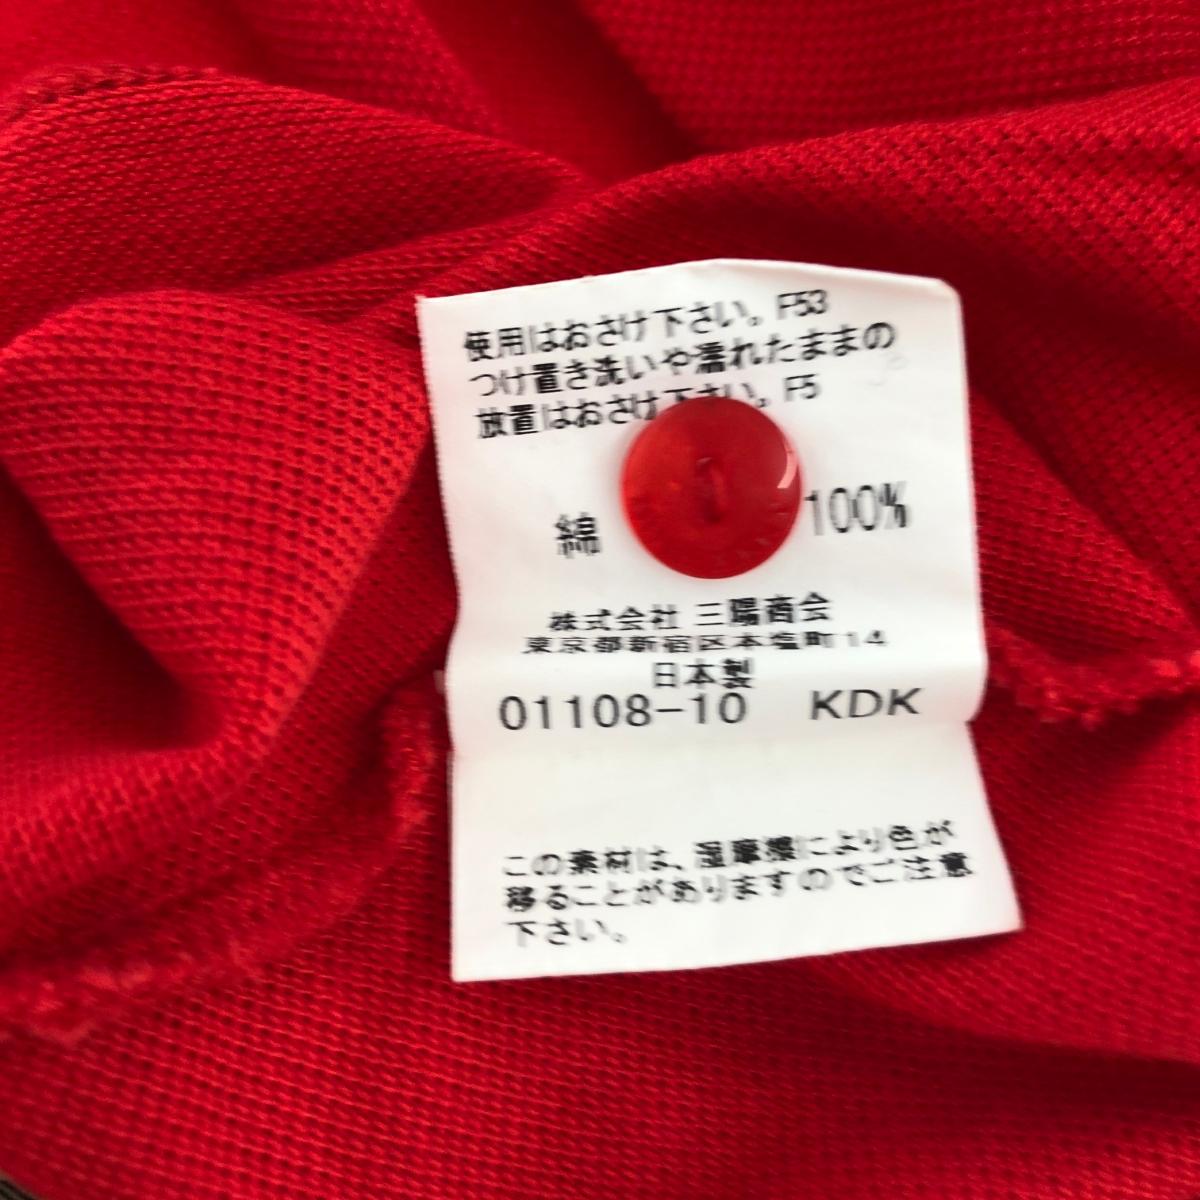 使用はおさけ下さい。F53
つけ置き洗いや濡れたままの
放置はおさけ下さい。F5
綿 100%
株式会社 三陽商会
東京都新宿区本塩町14
日本製
01108-10 KDK
この素材は、湿摩擦により色が
移ることがありますのでご注意
下さい。